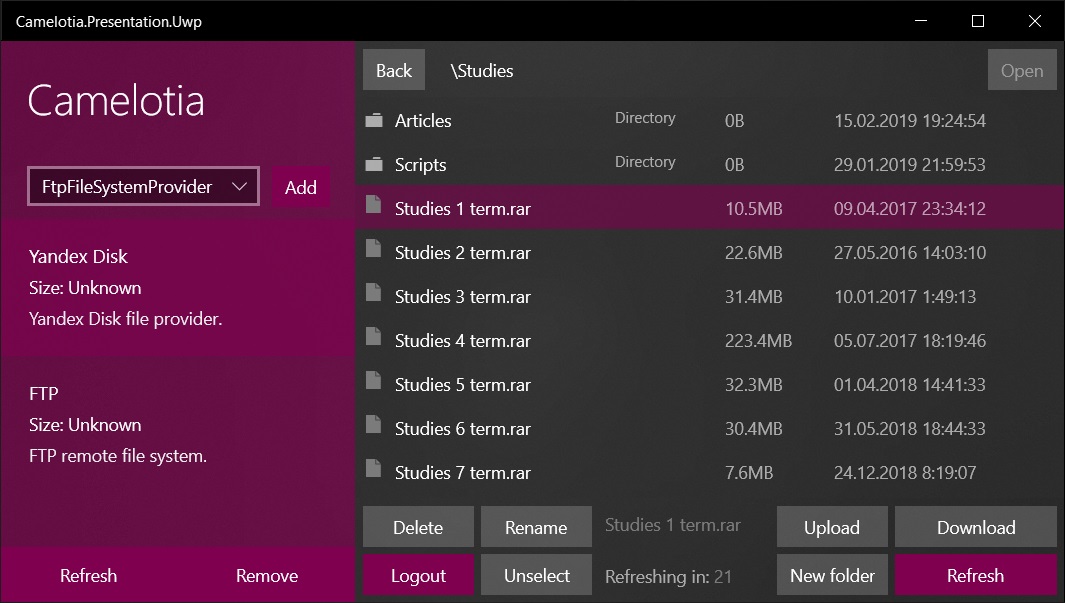 Camelotia.Presentation.Uwp
Camelotia
FtpFileSystemProvider
Add
Yandex Disk
Size: Unknown
Yandex Disk file provider.
FTP
Size: Unknown
FTP remote file system.
Refresh
Remove
Back
\Studies
Open
Articles Directory 0B 15.02.2019 19:24:54
Scripts Directory 0B 29.01.2019 21:59:53
Studies 1 term.rar 10.5MB 09.04.2017 23:34:12
Studies 2 term.rar 22.6MB 27.05.2016 14:03:10
Studies 3 term.rar 31.4MB 10.01.2017 1:49:13
Studies 4 term.rar 223.4MB 05.07.2017 18:19:46
Studies 5 term.rar 32.3MB 01.04.2018 14:41:33
Studies 6 term.rar 30.4MB 31.05.2018 18:44:33
Studies 7 term.rar 7.6MB 24.12.2018 8:19:07
Delete Rename Studies 1 term.rar Upload Download
Logout Unselect Refreshing in: 21 New folder Refresh